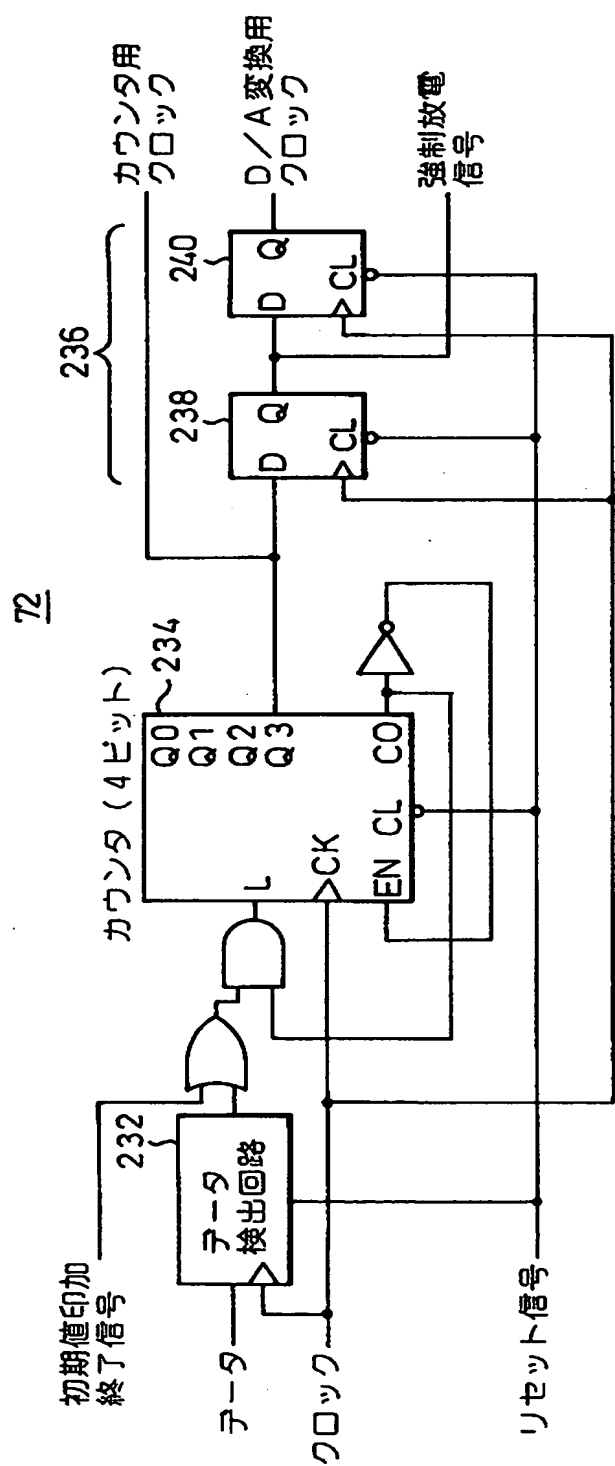 72
初期値印加
終了信号
データ
クロック
リセット信号
232
データ
検出回路
カウンタ(4ビット)
234
L
CK
EN
CL
CO
Q0
Q1
Q2
Q3
236
238
D
Q
CL
240
D
Q
CL
カウンタ用
クロック
D/A変換用
クロック
強制放電
信号